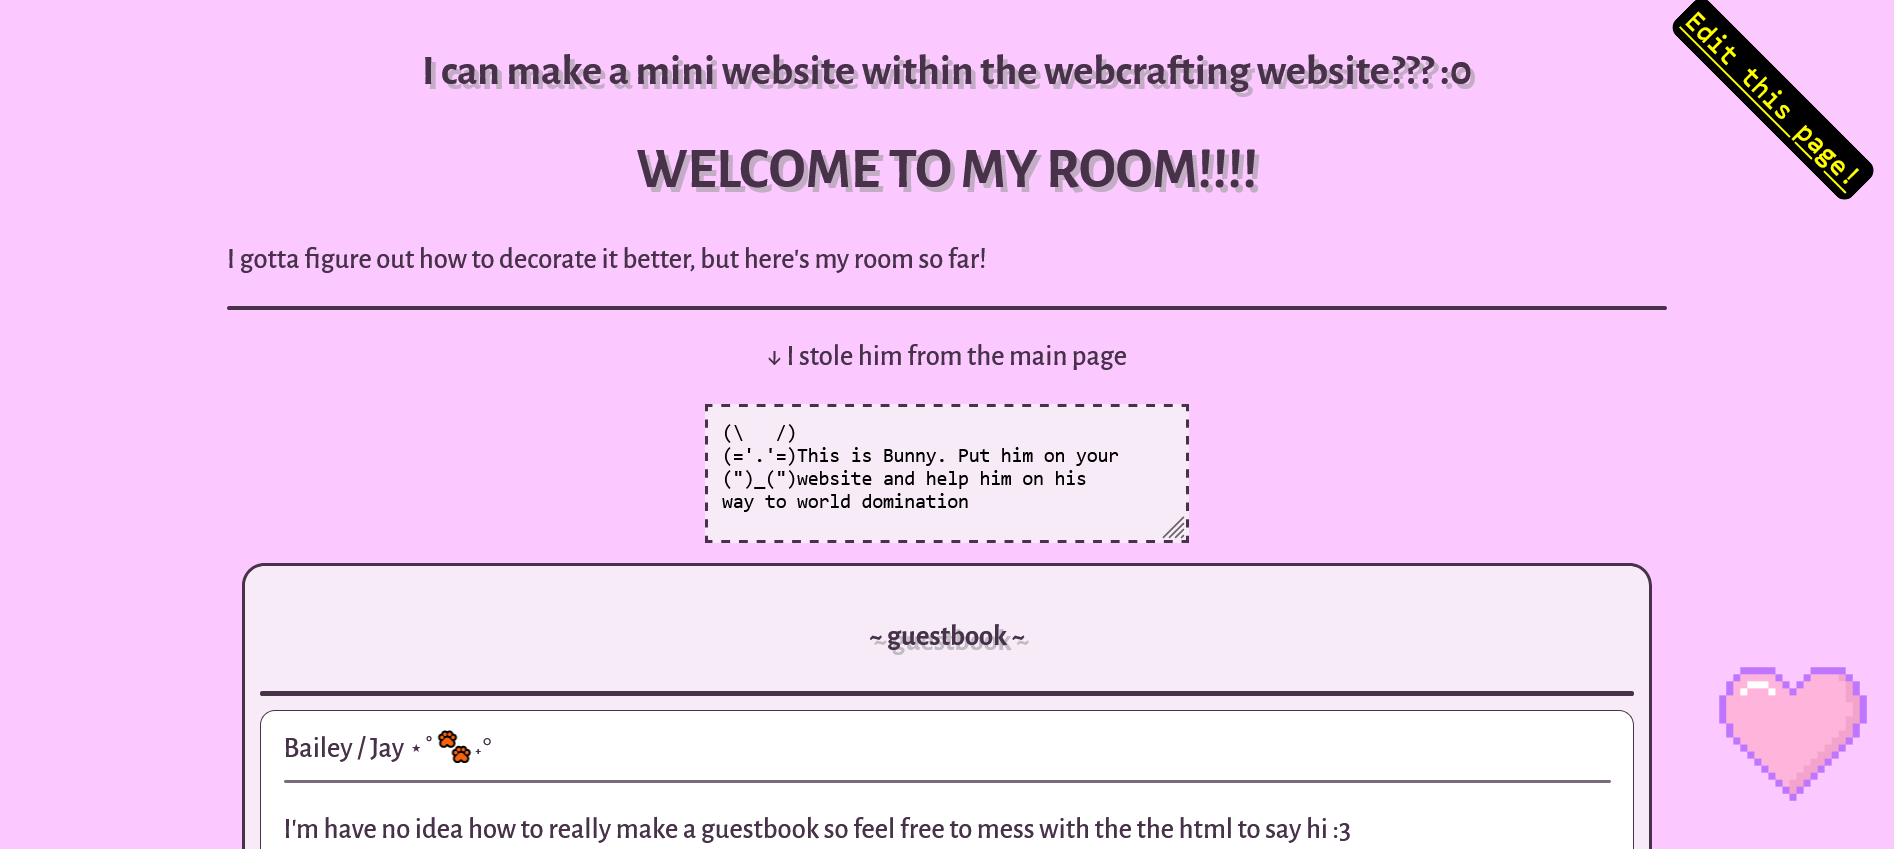 I can make a mini website within the webcrafting website??? :0
Edit this page!
WELCOME TO MY ROOM!!!!
I gotta figure out how to decorate it better, but here's my room so far!
↓ I stole him from the main page
(\   /)
(='.'=)This is Bunny. Put him on your
(")_(")website and help him on his
way to world domination
~ guestbook ~
Bailey / Jay ⋆˚🐾˖°
I'm have no idea how to really make a guestbook so feel free to mess with the the html to say hi :3